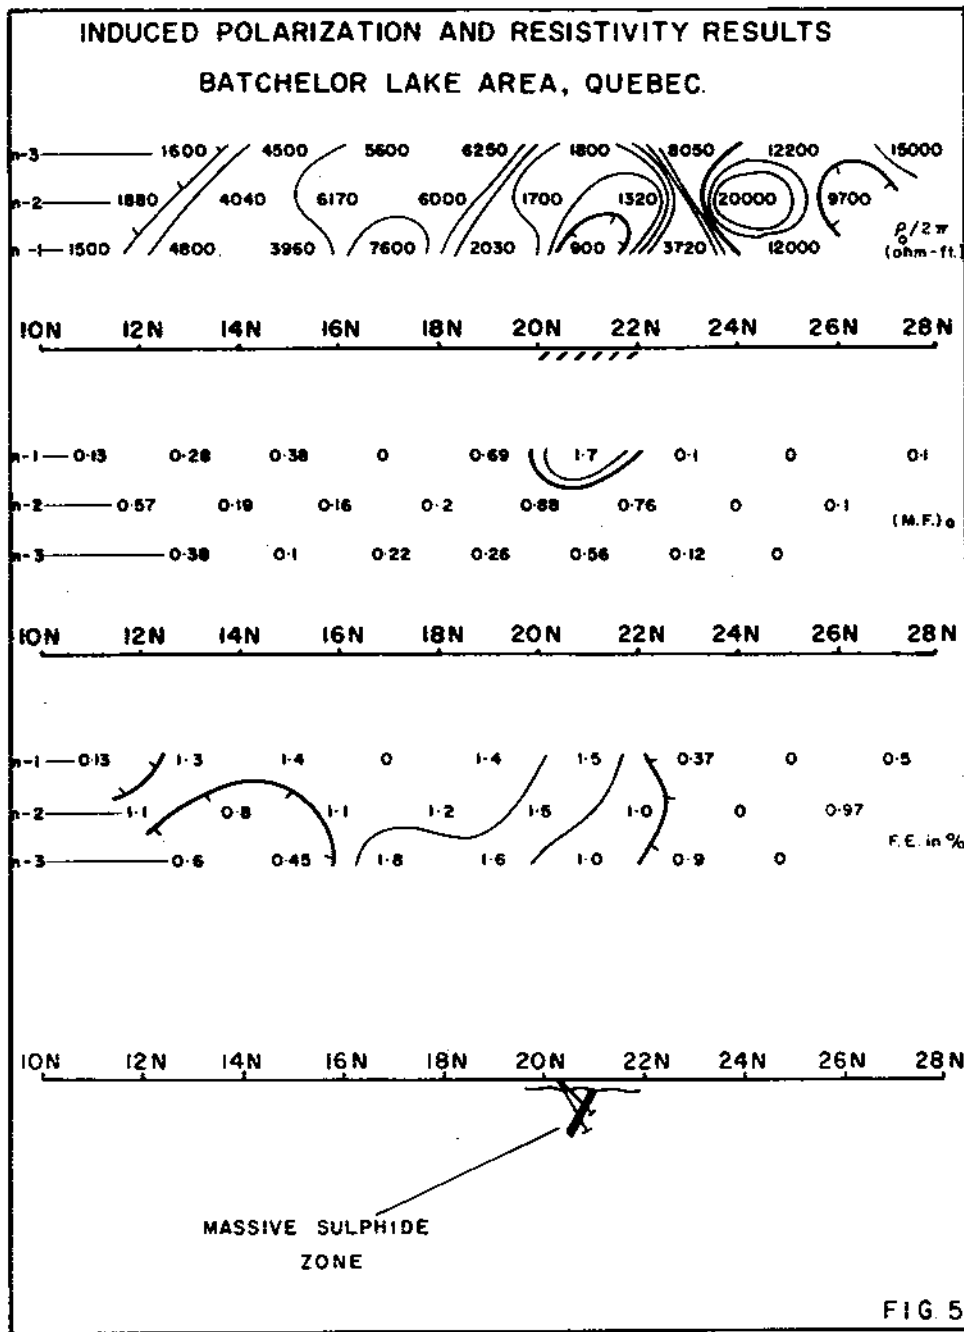 INDUCED POLARIZATION AND RESISTIVITY RESULTS
BATCHELOR LAKE AREA, QUEBEC.
n-3 1600 4500 5600 6250 1800 8050 12200 15000
n-2 1880 4040 6170 6000 1700 1320 20000 9700
n-1 1500 4800 3960 7600 2030 900 3720 12000
ρo/2π
(ohm-ft.)
10N 12N 14N 16N 18N 20N 22N 24N 26N 28N
n-1 0.13 0.28 0.38 0 0.69 1.7 0.1 0 0.1
n-2 0.57 0.19 0.16 0.2 0.88 0.76 0 0.1
(M.F.)a
n-3 0.38 0.1 0.22 0.26 0.56 0.12 0
10N 12N 14N 16N 18N 20N 22N 24N 26N 28N
n-1 0.13 1.3 1.4 0 1.4 1.5 0.37 0 0.5
n-2 1.1 0.8 1.1 1.2 1.5 1.0 0 0.97
F.E. in %
n-3 0.6 0.45 1.8 1.6 1.0 0.9 0
10N 12N 14N 16N 18N 20N 22N 24N 26N 28N
MASSIVE SULPHIDE
ZONE
FIG. 5